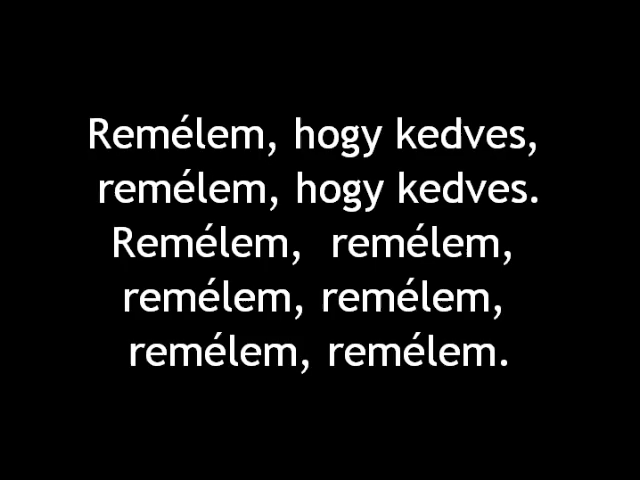 Remélem, hogy kedves,
remélem, hogy kedves.
Remélem, remélem,
remélem, remélem,
remélem, remélem.